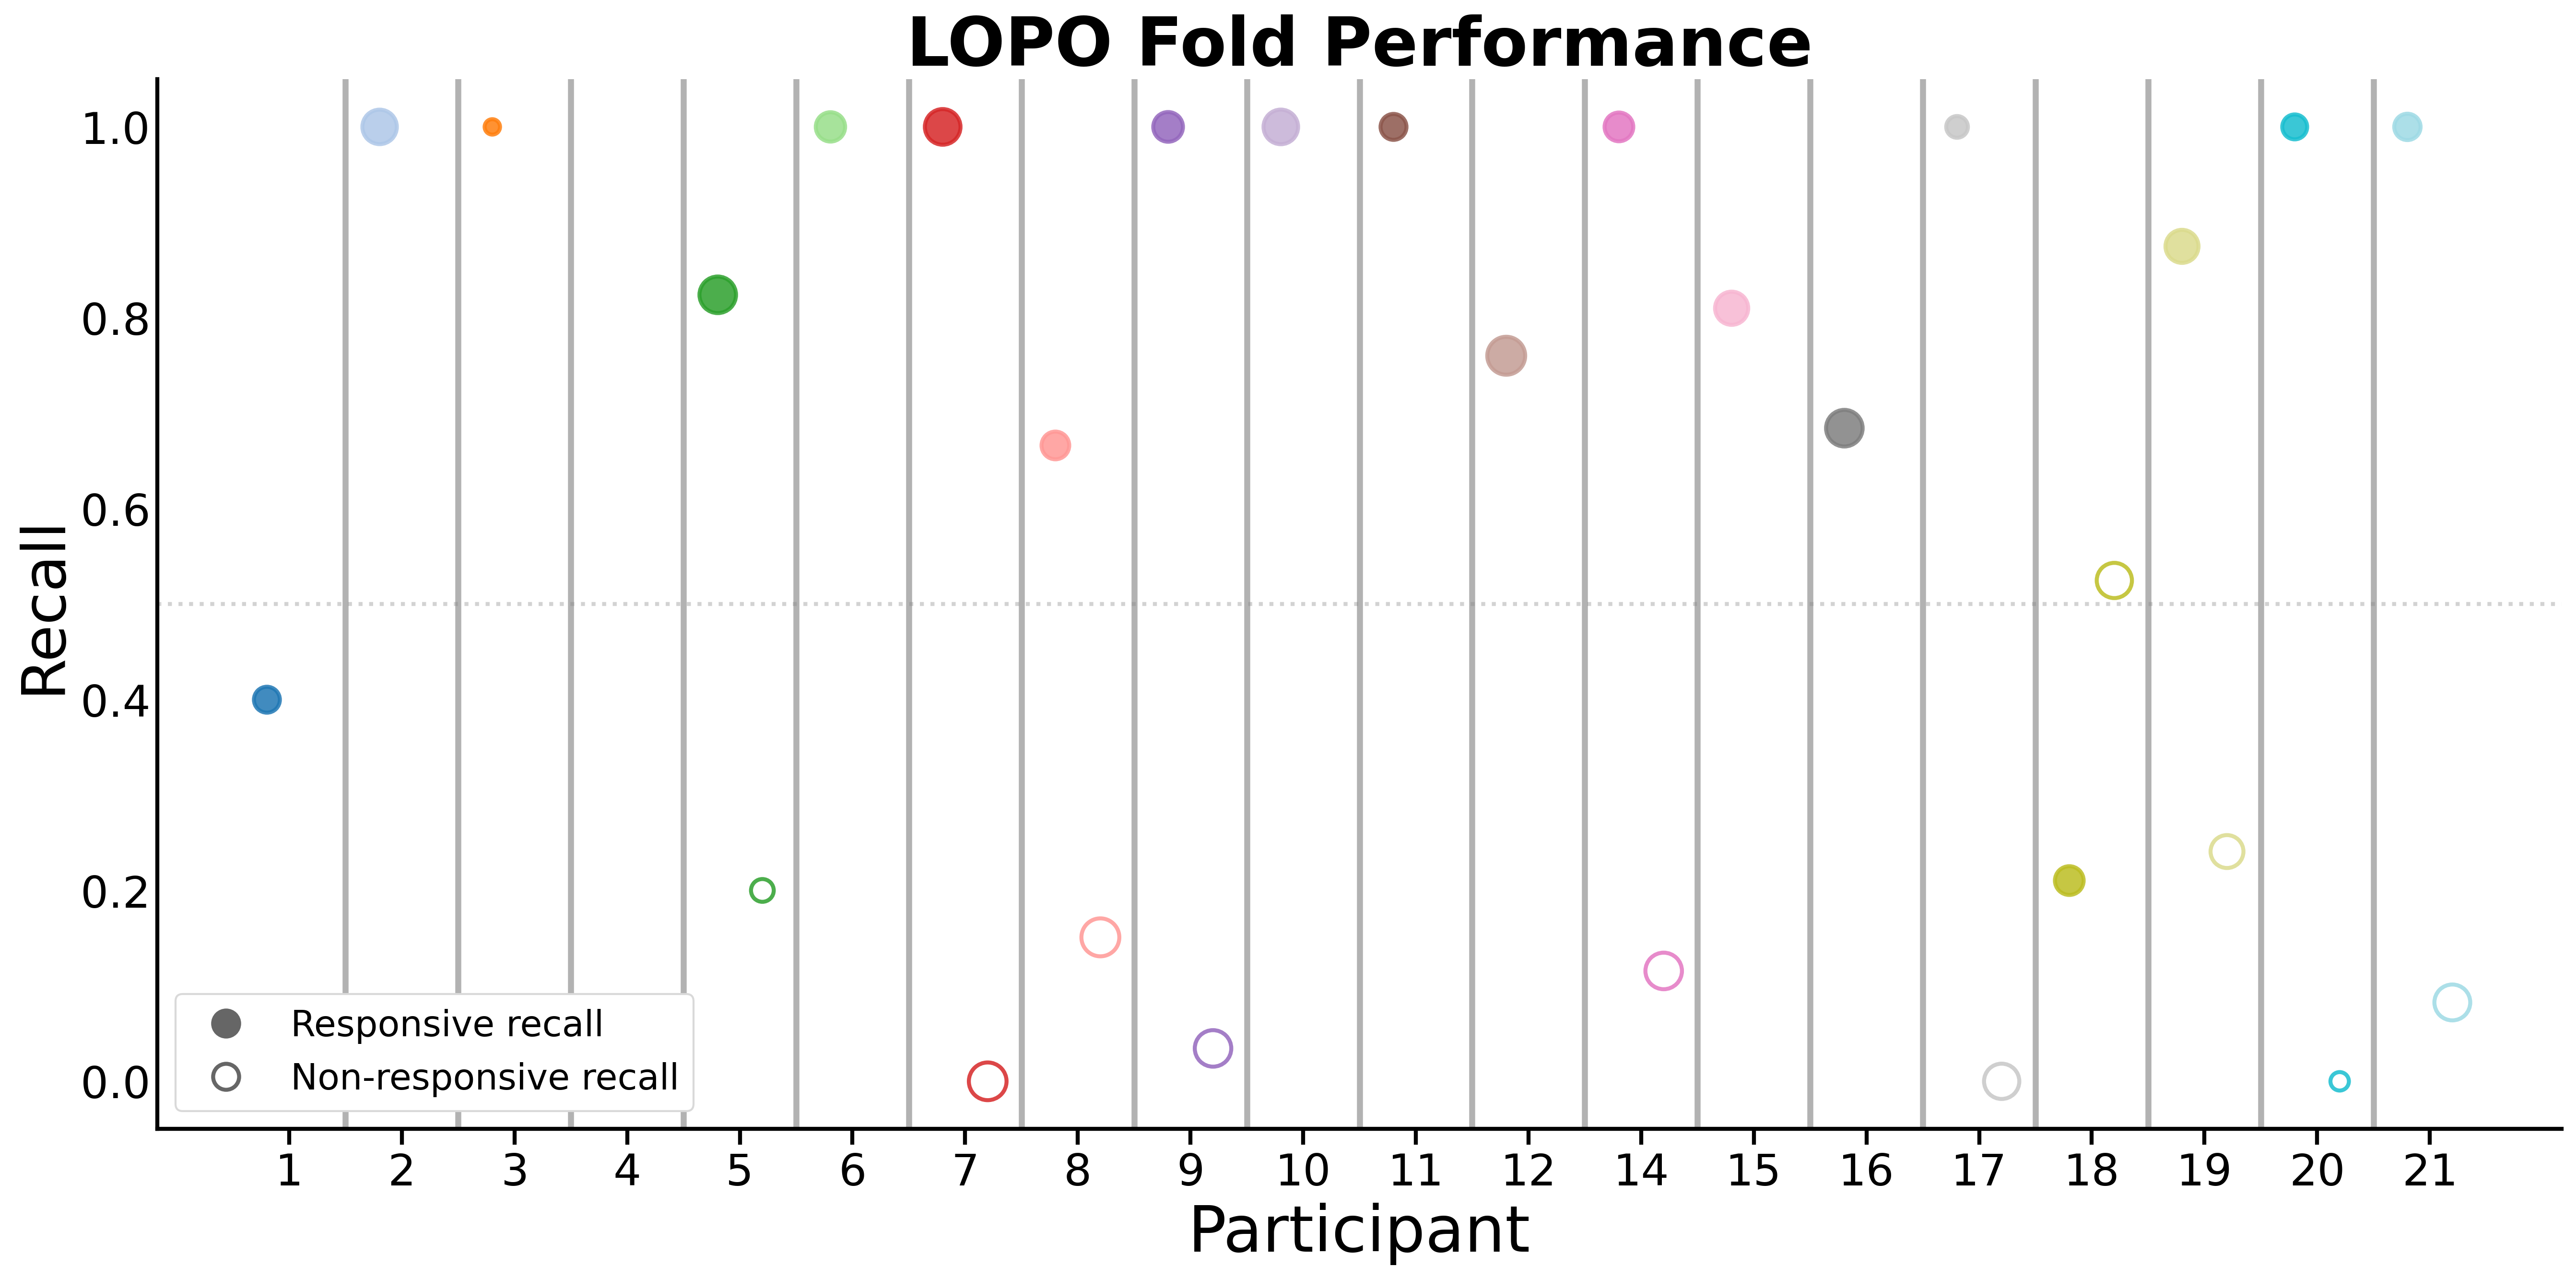 LOPO Fold Performance
Recall
1.0
0.8
0.6
0.4
0.2
0.0
Responsive recall
Non-responsive recall
1 2 3 4 5 6 7 8 9 10 11 12 14 15 16 17 18 19 20 21
Participant